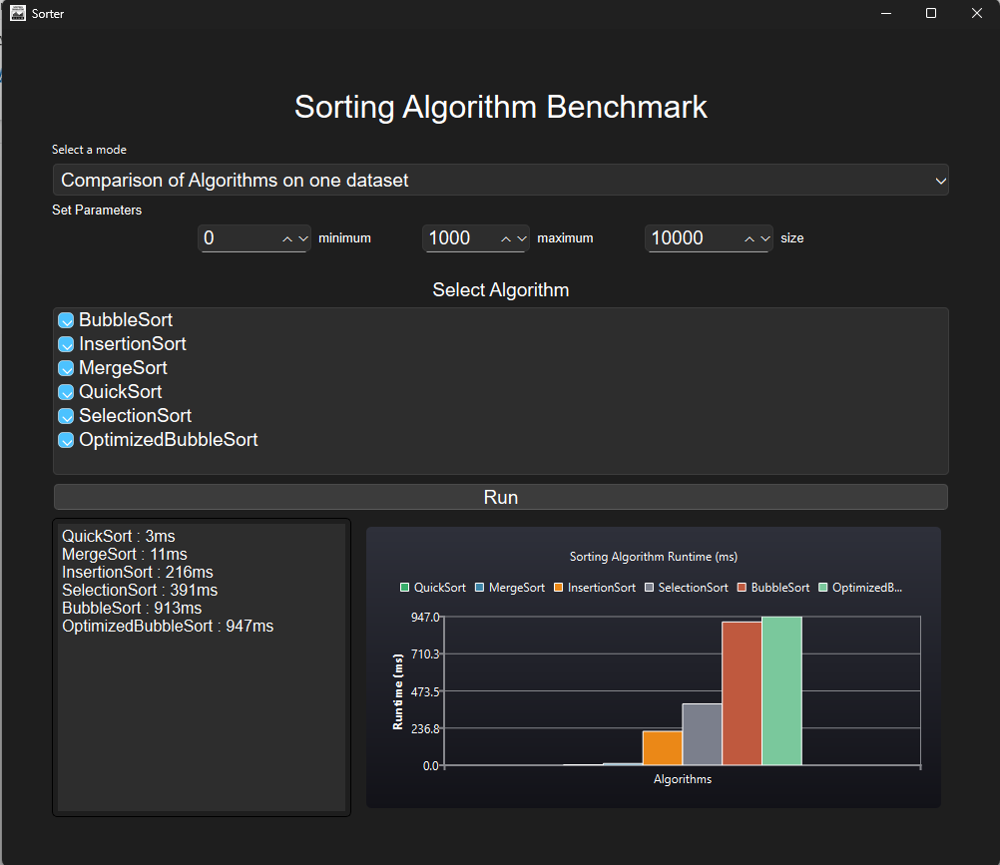 Sorter
Sorting Algorithm Benchmark
Select a mode
Comparison of Algorithms on one dataset
Set Parameters
0 minimum 1000 maximum 10000 size
Select Algorithm
BubbleSort
InsertionSort
MergeSort
QuickSort
SelectionSort
OptimizedBubbleSort
Run
QuickSort : 3ms
MergeSort : 11ms
InsertionSort : 216ms
SelectionSort : 391ms
BubbleSort : 913ms
OptimizedBubbleSort : 947ms
Sorting Algorithm Runtime (ms)
QuickSort MergeSort InsertionSort SelectionSort BubbleSort OptimizedB...
947.0
710.3
473.5
236.8
0.0
Runtime (ms)
Algorithms